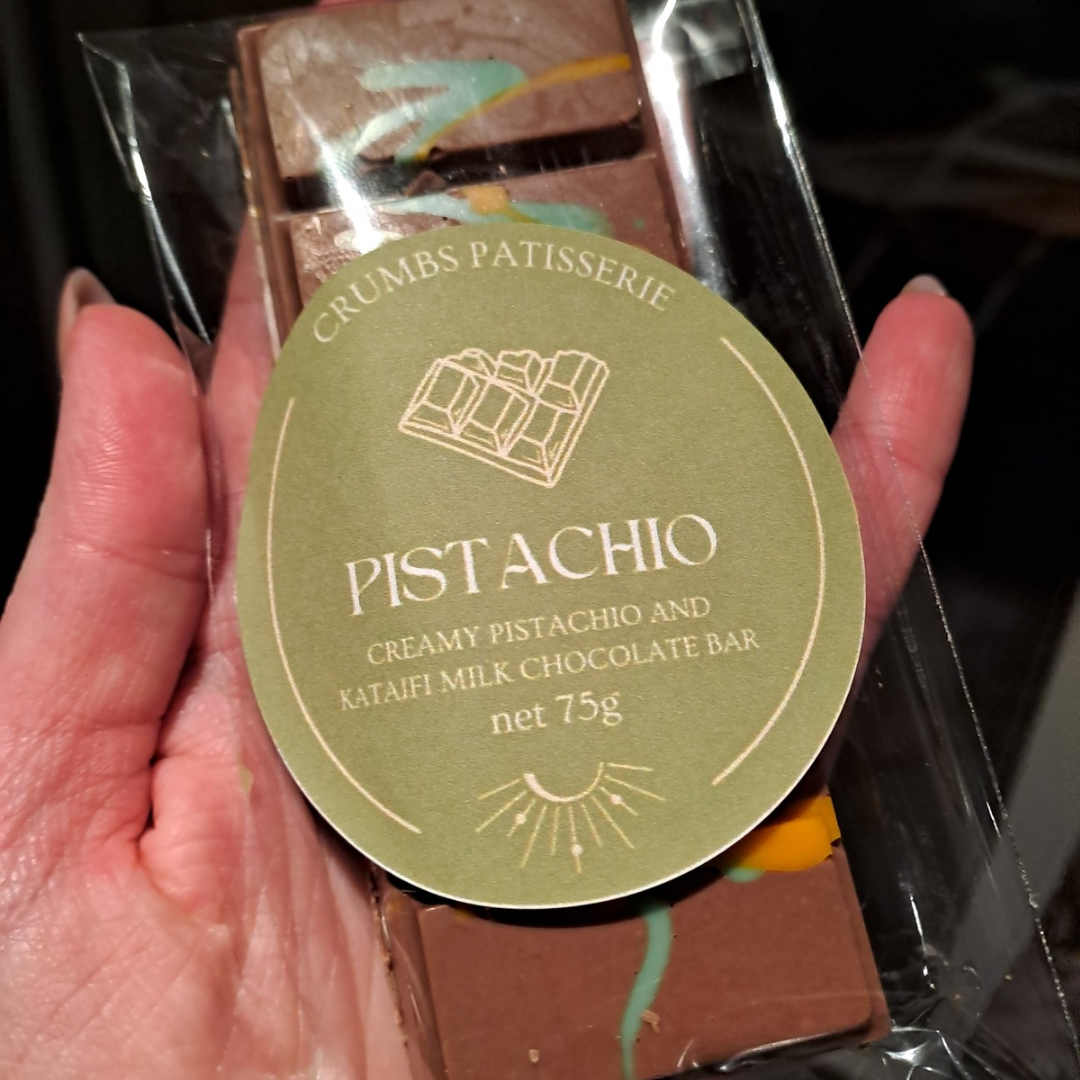 CRUMBS PATISSERIE
PISTACHIO
CREAMY PISTACHIO AND
KATAIFI MILK CHOCOLATE BAR
net 75g